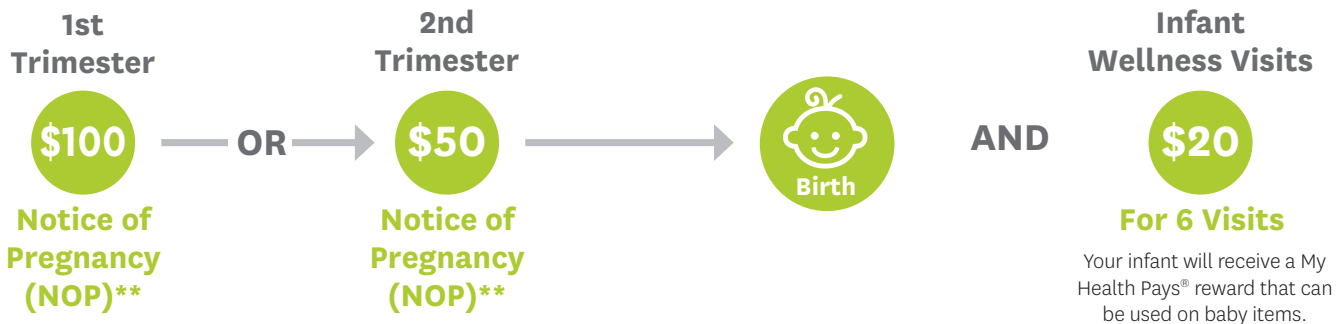 1st
Trimester
$100
Notice of
Pregnancy
(NOP)**
OR
2nd
Trimester
$50
Notice of
Pregnancy
(NOP)**
Birth
AND
Infant
Wellness Visits
$20
For 6 Visits
Your infant will receive a My
Health Pays® reward that can
be used on baby items.